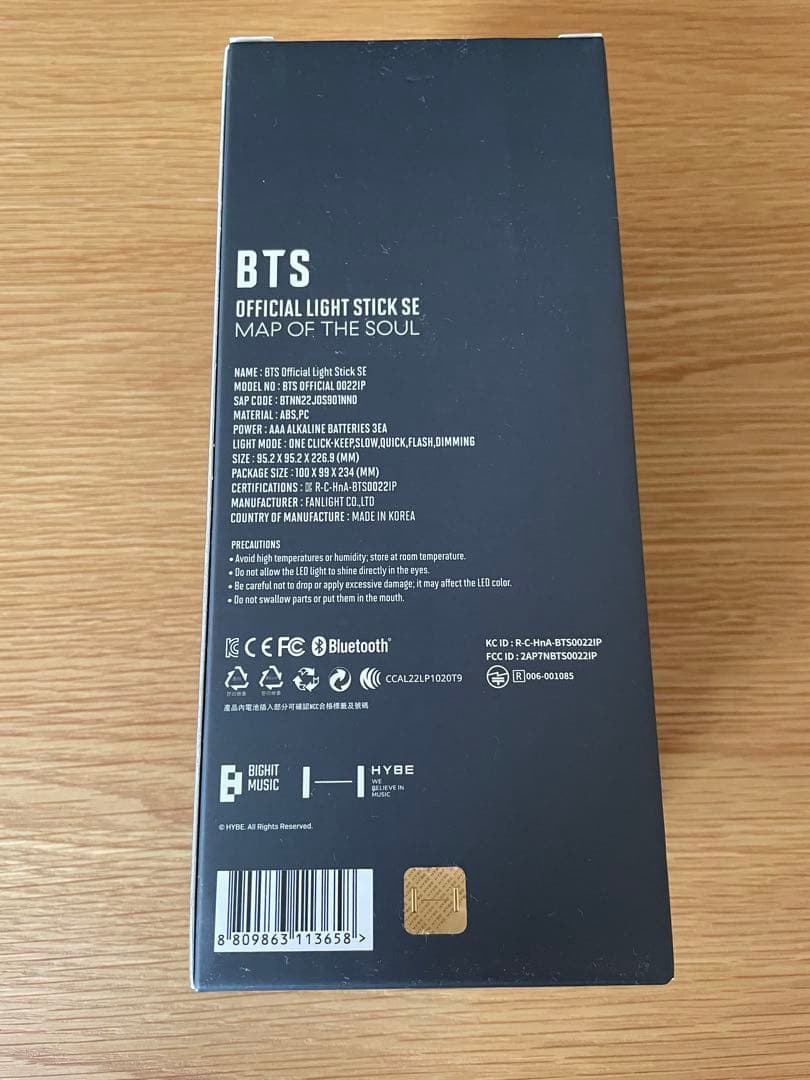 BTS
OFFICIAL LIGHT STICK SE
MAP OF THE SOUL
NAME : BTS Official Light Stick SE
MODEL NO : BTS OFFICIAL 0022IP
SAP CODE : BTNN22JOS901NNO
MATERIAL : ABS,PC
POWER : AAA ALKALINE BATTERIES 3EA
LIGHT MODE : ONE CLICK-KEEP,SLOW,QUICK,FLASH,DIMMING
SIZE : 95.2 X 95.2 X 226.9 (MM)
PACKAGE SIZE : 100 X 99 X 234 (MM)
CERTIFICATIONS : R-C-HnA-BTS0022IP
MANUFACTURER : FANLIGHT CO.,LTD
COUNTRY OF MANUFACTURE : MADE IN KOREA
PRECAUTIONS
• Avoid high temperatures or humidity; store at room temperature.
• Do not allow the LED light to shine directly in the eyes.
• Be careful not to drop or apply excessive damage; it may affect the LED color.
• Do not swallow parts or put them in the mouth.
CE FC Bluetooth®
KC ID : R-C-HnA-BTS0022IP
FCC ID : 2AP7NBTS0022IP
CCAL22LP1020T9
R 006-001085
產品內電池插入部分可確認NCC合格標籤及號碼
BIGHIT
MUSIC
HYBE
WE
BELIEVE IN
MUSIC
© HYBE. All Rights Reserved.
8 809863 113658 >